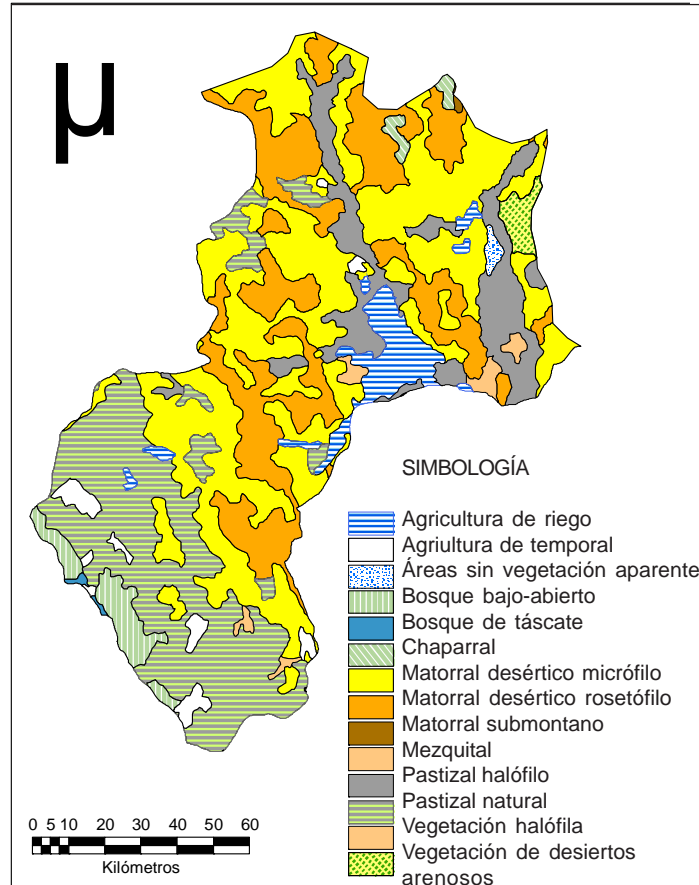 µ
SIMBOLOGÍA
Agricultura de riego
Agriultura de temporal
Áreas sin vegetación aparente
Bosque bajo-abierto
Bosque de táscate
Chaparral
Matorral desértico micrófilo
Matorral desértico rosetófilo
Matorral submontano
Mezquital
Pastizal halófilo
Pastizal natural
Vegetación halófila
Vegetación de desiertos
arenosos
0 5 10 20 30 40 50 60
Kilómetros